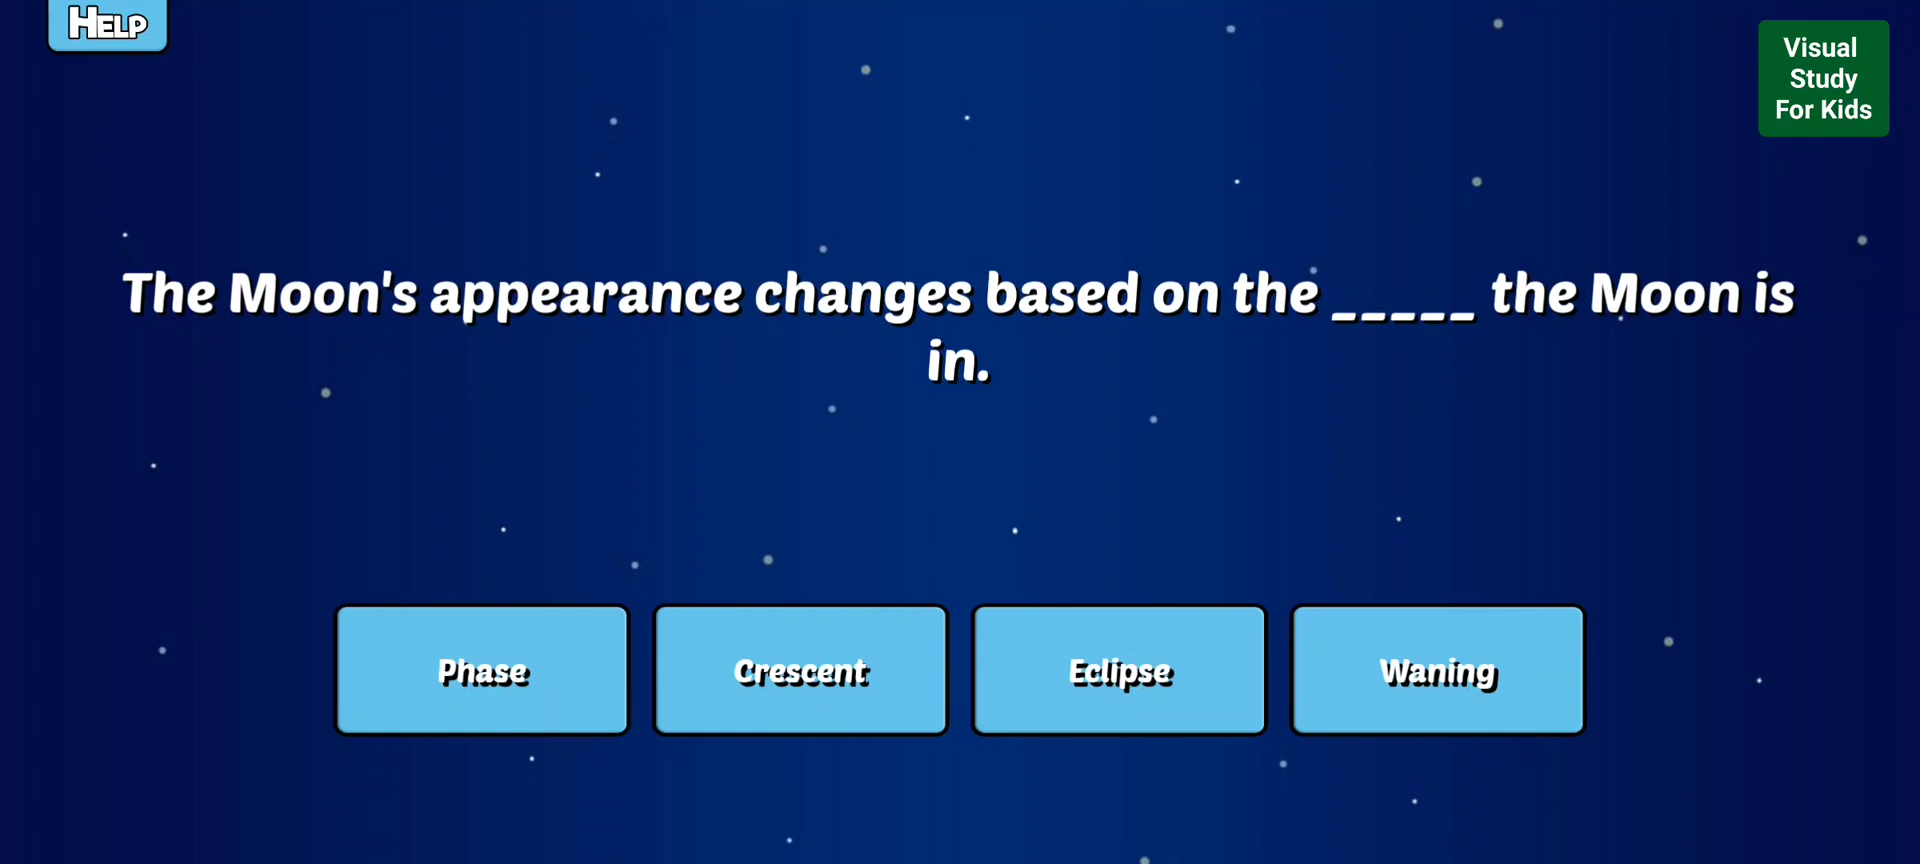 HELP
Visual
Study
For Kids
The Moon's appearance changes based on the _____ the Moon is
in.
Phase
Crescent
Eclipse
Waning